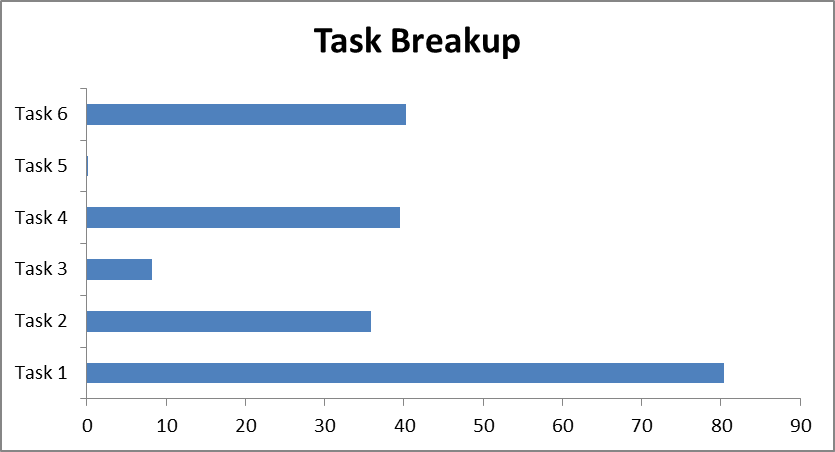 Task Breakup
Task 6
Task 5
Task 4
Task 3
Task 2
Task 1
0 10 20 30 40 50 60 70 80 90